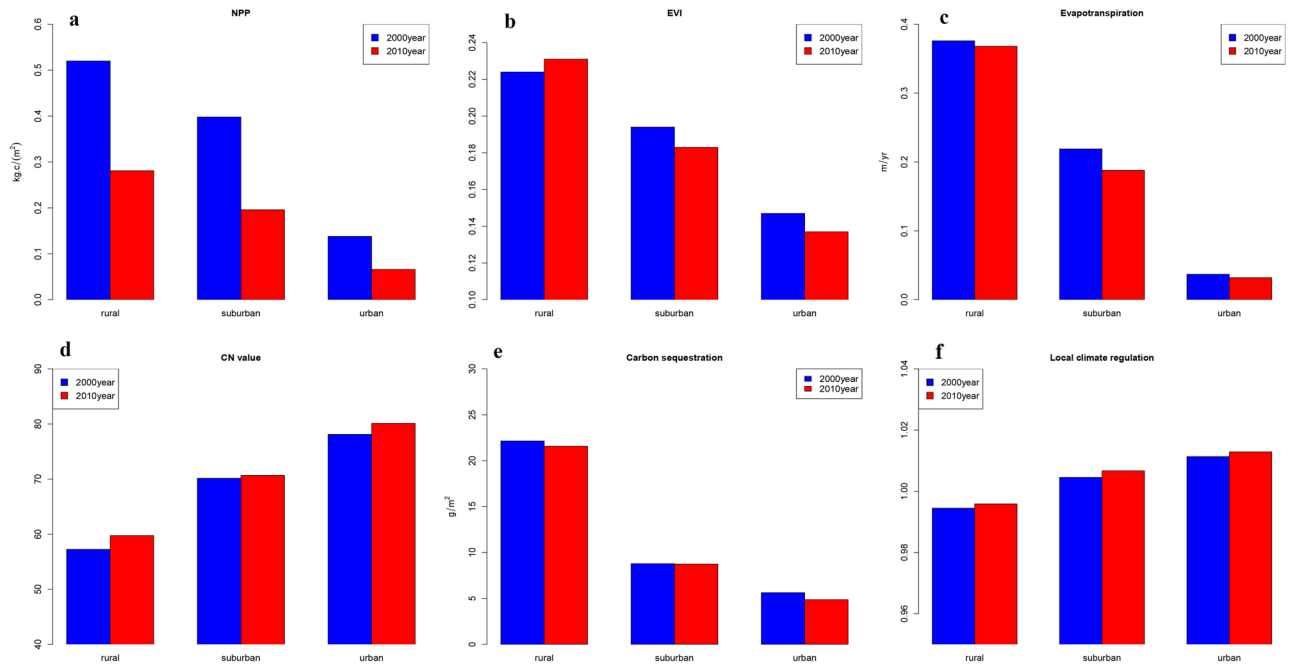 a
NPP
2000year
2010year
kg.c/(m²)
0.6
0.5
0.4
0.3
0.2
0.1
0.0
rural
suburban
urban
b
EVI
2000year
2010year
0.24
0.22
0.20
0.18
0.16
0.14
0.12
0.10
rural
suburban
urban
c
Evapotranspiration
2000year
2010year
m/yr
0.4
0.3
0.2
0.1
0.0
rural
suburban
urban
d
CN value
2000year
2010year
90
80
70
60
50
40
rural
suburban
urban
e
Carbon sequestration
2000year
2010year
g/m²
30
25
20
15
10
5
0
rural
suburban
urban
f
Local climate regulation
2000year
2010year
1.04
1.02
1.00
0.98
0.96
rural
suburban
urban